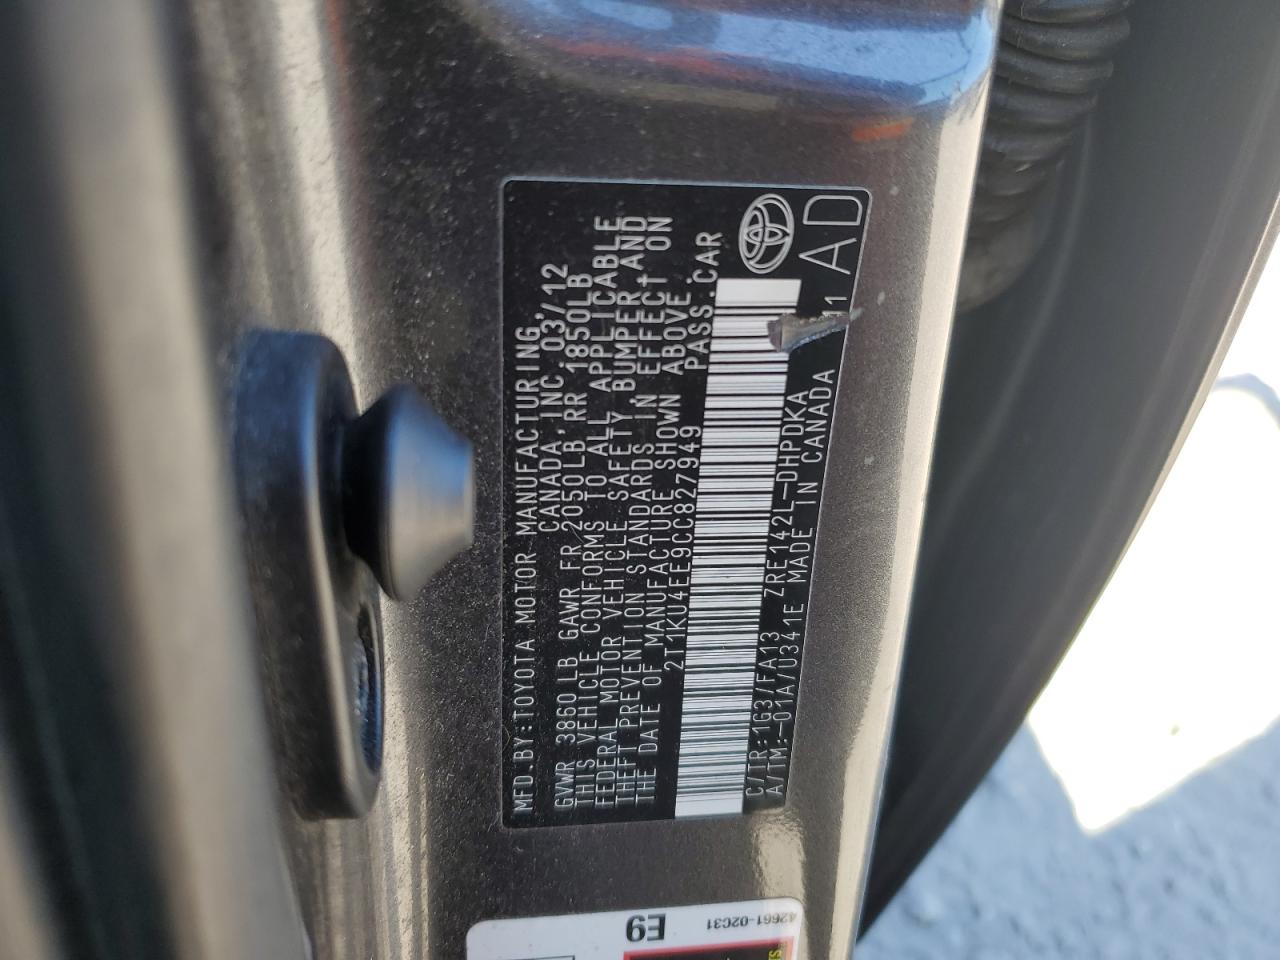 MFD.BY:TOYOTA MOTOR MANUFACTURING,
CANADA,INC. 03/12
GVWR 3860LB GAWR FR 2050LB, RR 1850LB
THIS VEHICLE CONFORMS TO ALL APPLICABLE
FEDERAL MOTOR VEHICLE SAFETY, BUMPER, AND
THEFT PREVENTION STANDARDS IN EFFECT ON
THE DATE OF MANUFACTURE SHOWN ABOVE.
2T1KU4EE9CC827949 PASS.CAR
C/TR:1G3/FA13 ZRE142L-DHPDKA
A/TM:-01A/U341E MADE IN CANADA 11
AD
E9
42661-02C31